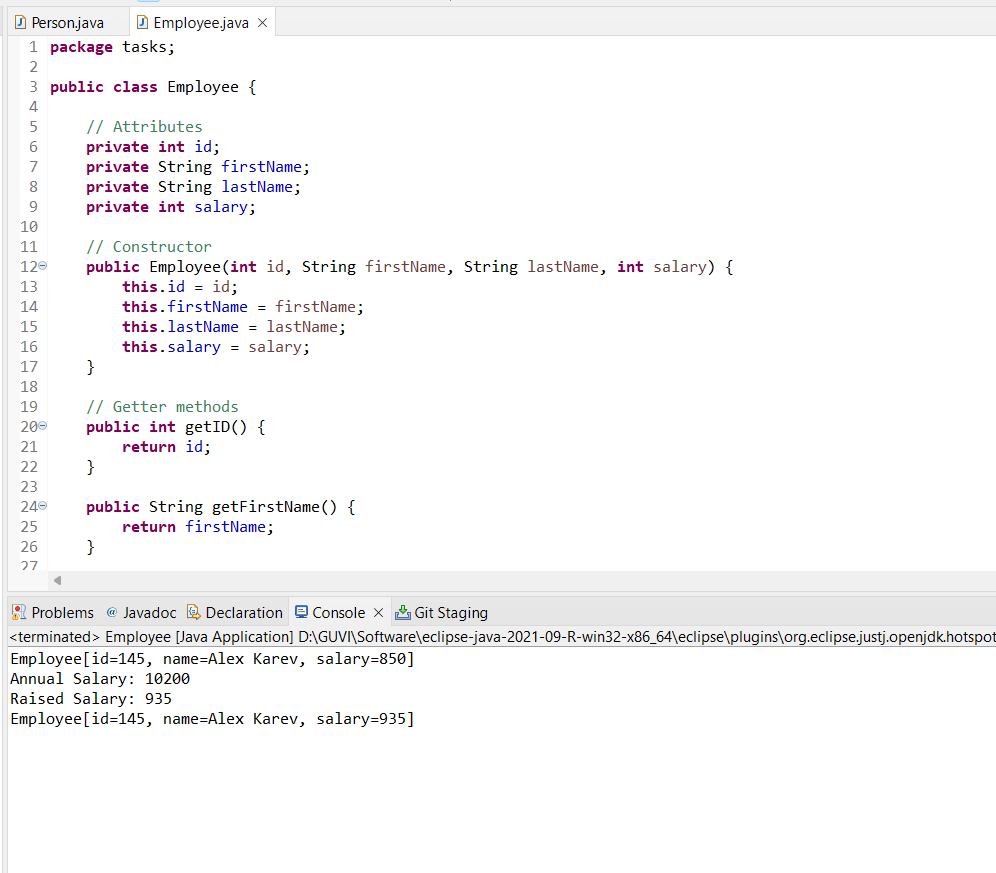 Person.java Employee.java
1 package tasks;
2
3 public class Employee {
4
5 // Attributes
6 private int id;
7 private String firstName;
8 private String lastName;
9 private int salary;
10
11 // Constructor
12 public Employee(int id, String firstName, String lastName, int salary) {
13 this.id = id;
14 this.firstName = firstName;
15 this.lastName = lastName;
16 this.salary = salary;
17 }
18
19 // Getter methods
20 public int getID() {
21 return id;
22 }
23
24 public String getFirstName() {
25 return firstName;
26 }
27
Problems @ Javadoc Declaration Console Git Staging
<terminated> Employee [Java Application] D:\GUVI\Software\eclipse-java-2021-09-R-win32-x86_64\eclipse\plugins\org.eclipse.justj.openjdk.hotspot
Employee[id=145, name=Alex Karev, salary=850]
Annual Salary: 10200
Raised Salary: 935
Employee[id=145, name=Alex Karev, salary=935]